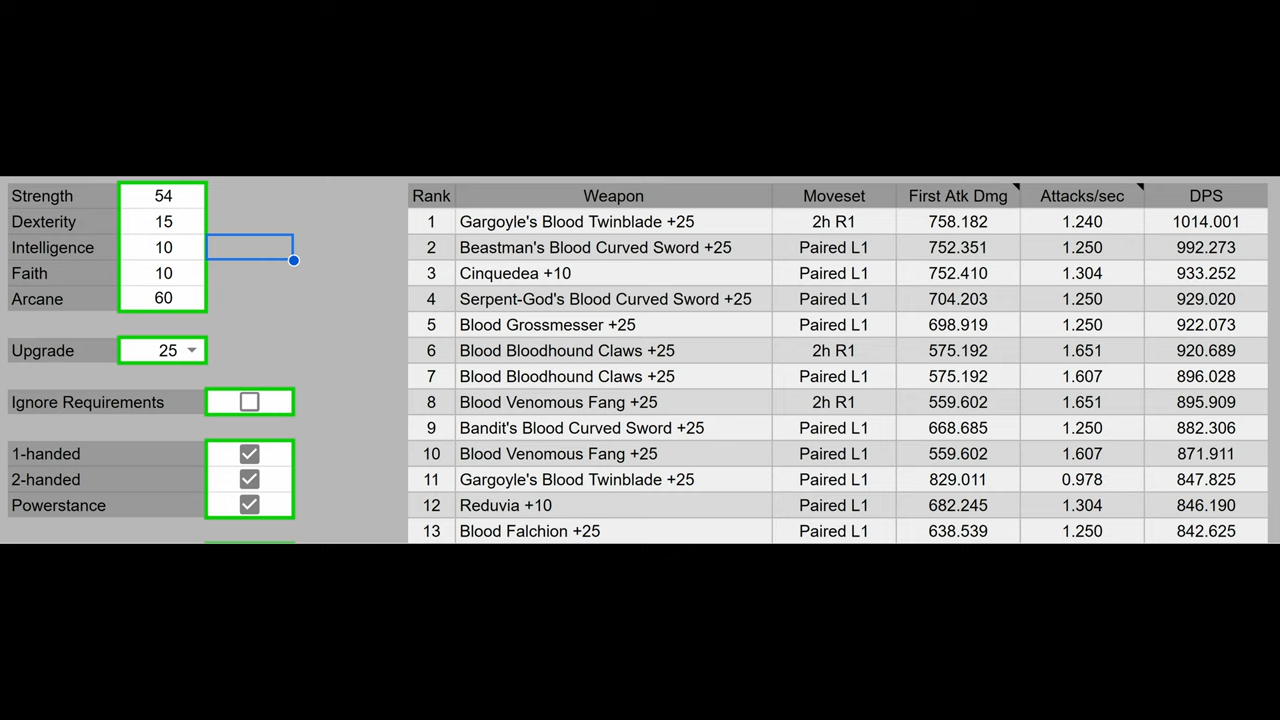 Strength 54
Dexterity 15
Intelligence 10
Faith 10
Arcane 60
Upgrade 25
Ignore Requirements
1-handed
2-handed
Powerstance
Rank Weapon Moveset First Atk Dmg Attacks/sec DPS
1 Gargoyle's Blood Twinblade +25 2h R1 758.182 1.240 1014.001
2 Beastman's Blood Curved Sword +25 Paired L1 752.351 1.250 992.273
3 Cinquedea +10 Paired L1 752.410 1.304 933.252
4 Serpent-God's Blood Curved Sword +25 Paired L1 704.203 1.250 929.020
5 Blood Grossmesser +25 Paired L1 698.919 1.250 922.073
6 Blood Bloodhound Claws +25 2h R1 575.192 1.651 920.689
7 Blood Bloodhound Claws +25 Paired L1 575.192 1.607 896.028
8 Blood Venomous Fang +25 2h R1 559.602 1.651 895.909
9 Bandit's Blood Curved Sword +25 Paired L1 668.685 1.250 882.306
10 Blood Venomous Fang +25 Paired L1 559.602 1.607 871.911
11 Gargoyle's Blood Twinblade +25 Paired L1 829.011 0.978 847.825
12 Reduvia +10 Paired L1 682.245 1.304 846.190
13 Blood Falchion +25 Paired L1 638.539 1.250 842.625